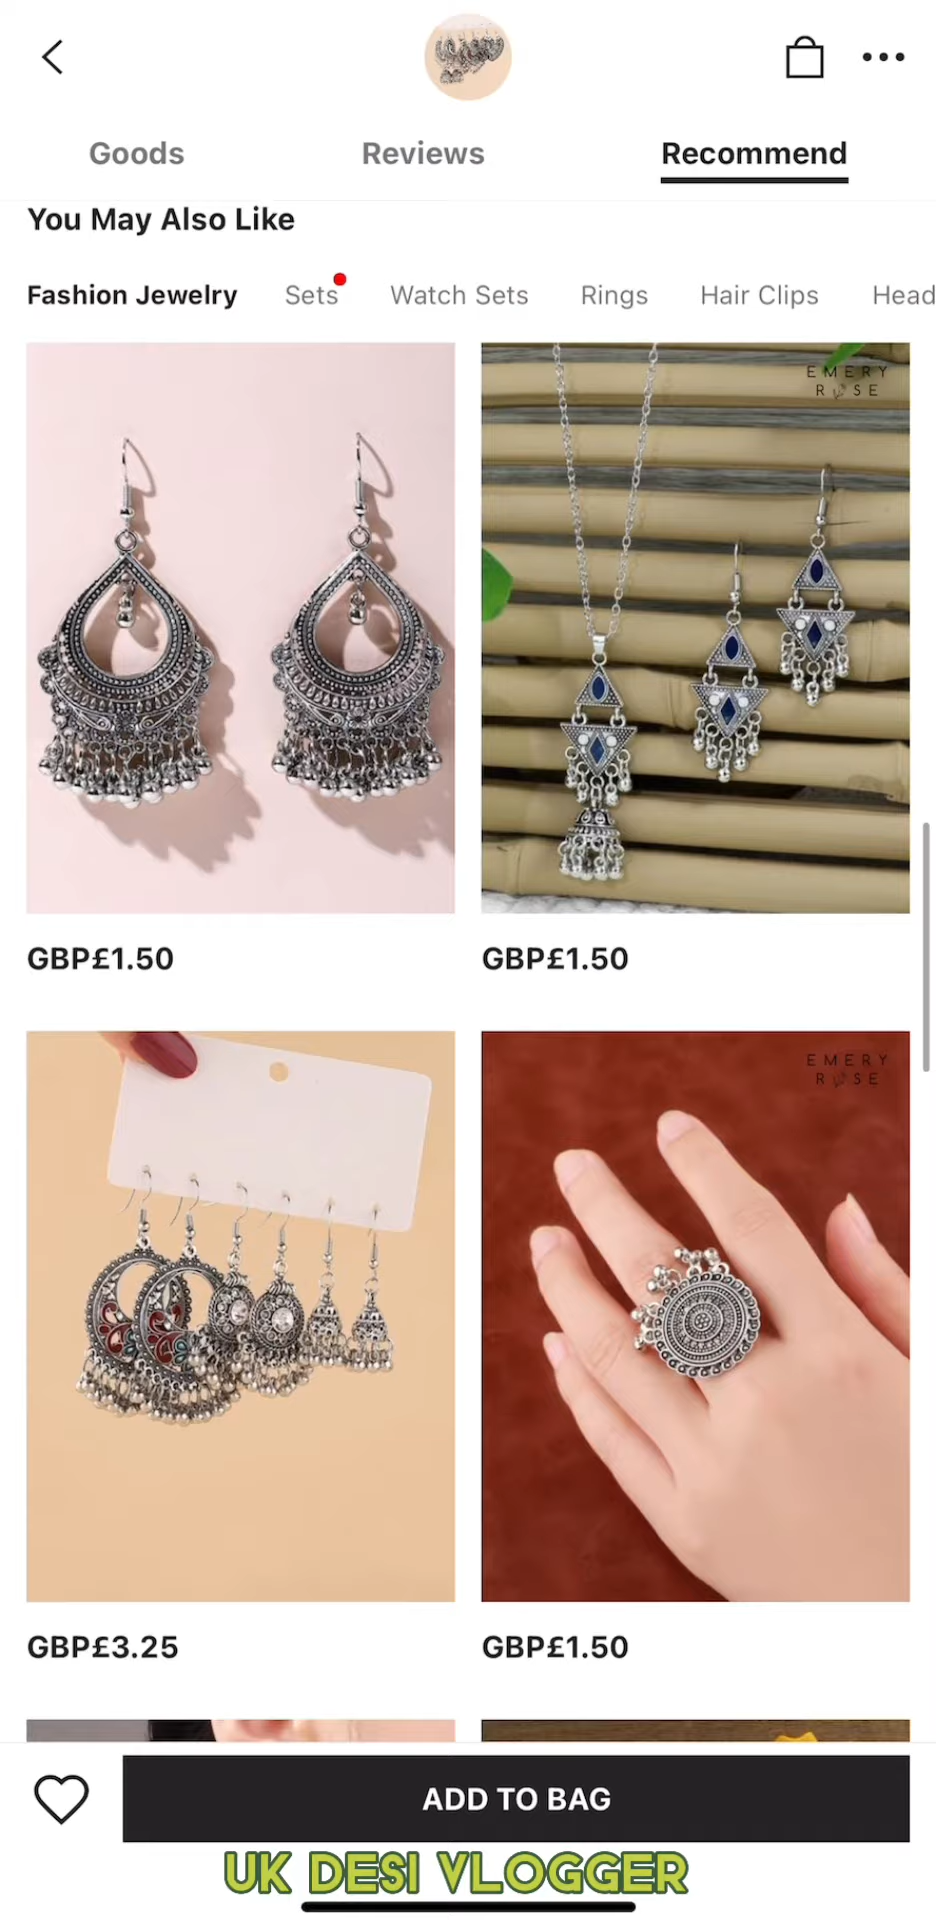 Goods Reviews Recommend
You May Also Like
Fashion Jewelry Sets Watch Sets Rings Hair Clips Head
EMERY
ROSE
GBP£1.50 GBP£1.50
EMERY
ROSE
GBP£3.25 GBP£1.50
ADD TO BAG
UK DESI VLOGGER